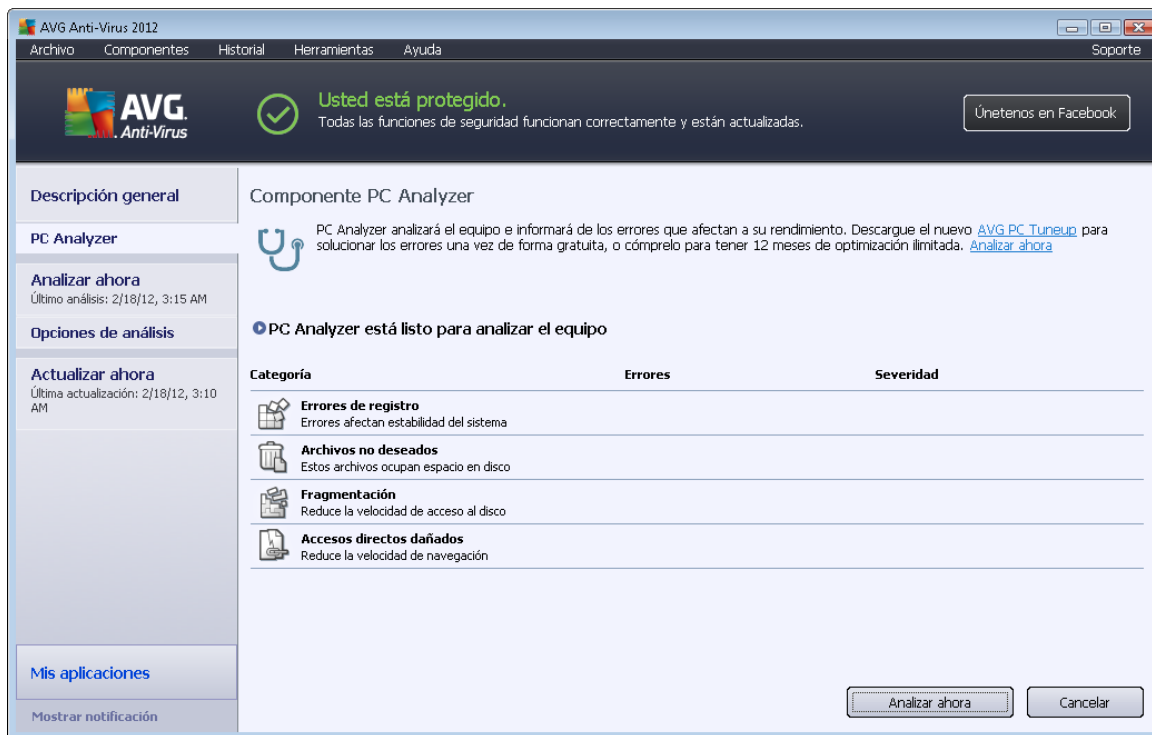 AVG Anti-Virus 2012
Archivo Componentes Historial Herramientas Ayuda Soporte
AVG.
Anti-Virus
Usted está protegido.
Todas las funciones de seguridad funcionan correctamente y están actualizadas.
Únetenos en Facebook
Descripción general
PC Analyzer
Analizar ahora
Último análisis: 2/18/12, 3:15 AM
Opciones de análisis
Actualizar ahora
Última actualización: 2/18/12, 3:10
AM
Mis aplicaciones
Mostrar notificación
Componente PC Analyzer
PC Analyzer analizará el equipo e informará de los errores que afectan a su rendimiento. Descargue el nuevo AVG PC Tuneup para
solucionar los errores una vez de forma gratuita, o cómprelo para tener 12 meses de optimización ilimitada. Analizar ahora
PC Analyzer está listo para analizar el equipo
Categoría Errores Severidad
Errores de registro
Errores afectan estabilidad del sistema
Archivos no deseados
Estos archivos ocupan espacio en disco
Fragmentación
Reduce la velocidad de acceso al disco
Accesos directos dañados
Reduce la velocidad de navegación
Analizar ahora Cancelar